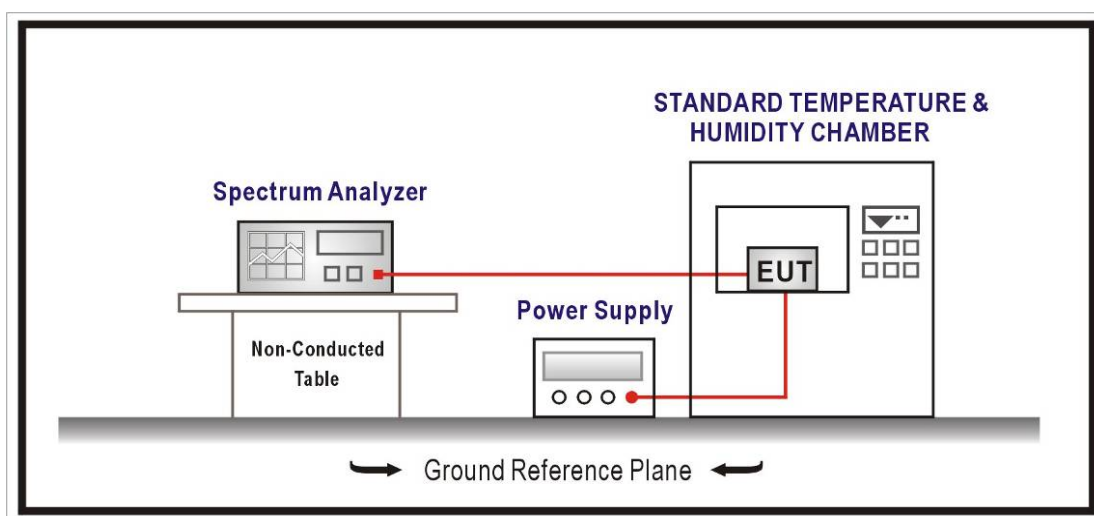 STANDARD TEMPERATURE &
HUMIDITY CHAMBER
Spectrum Analyzer
EUT
Power Supply
Non-Conducted
Table
Ground Reference Plane